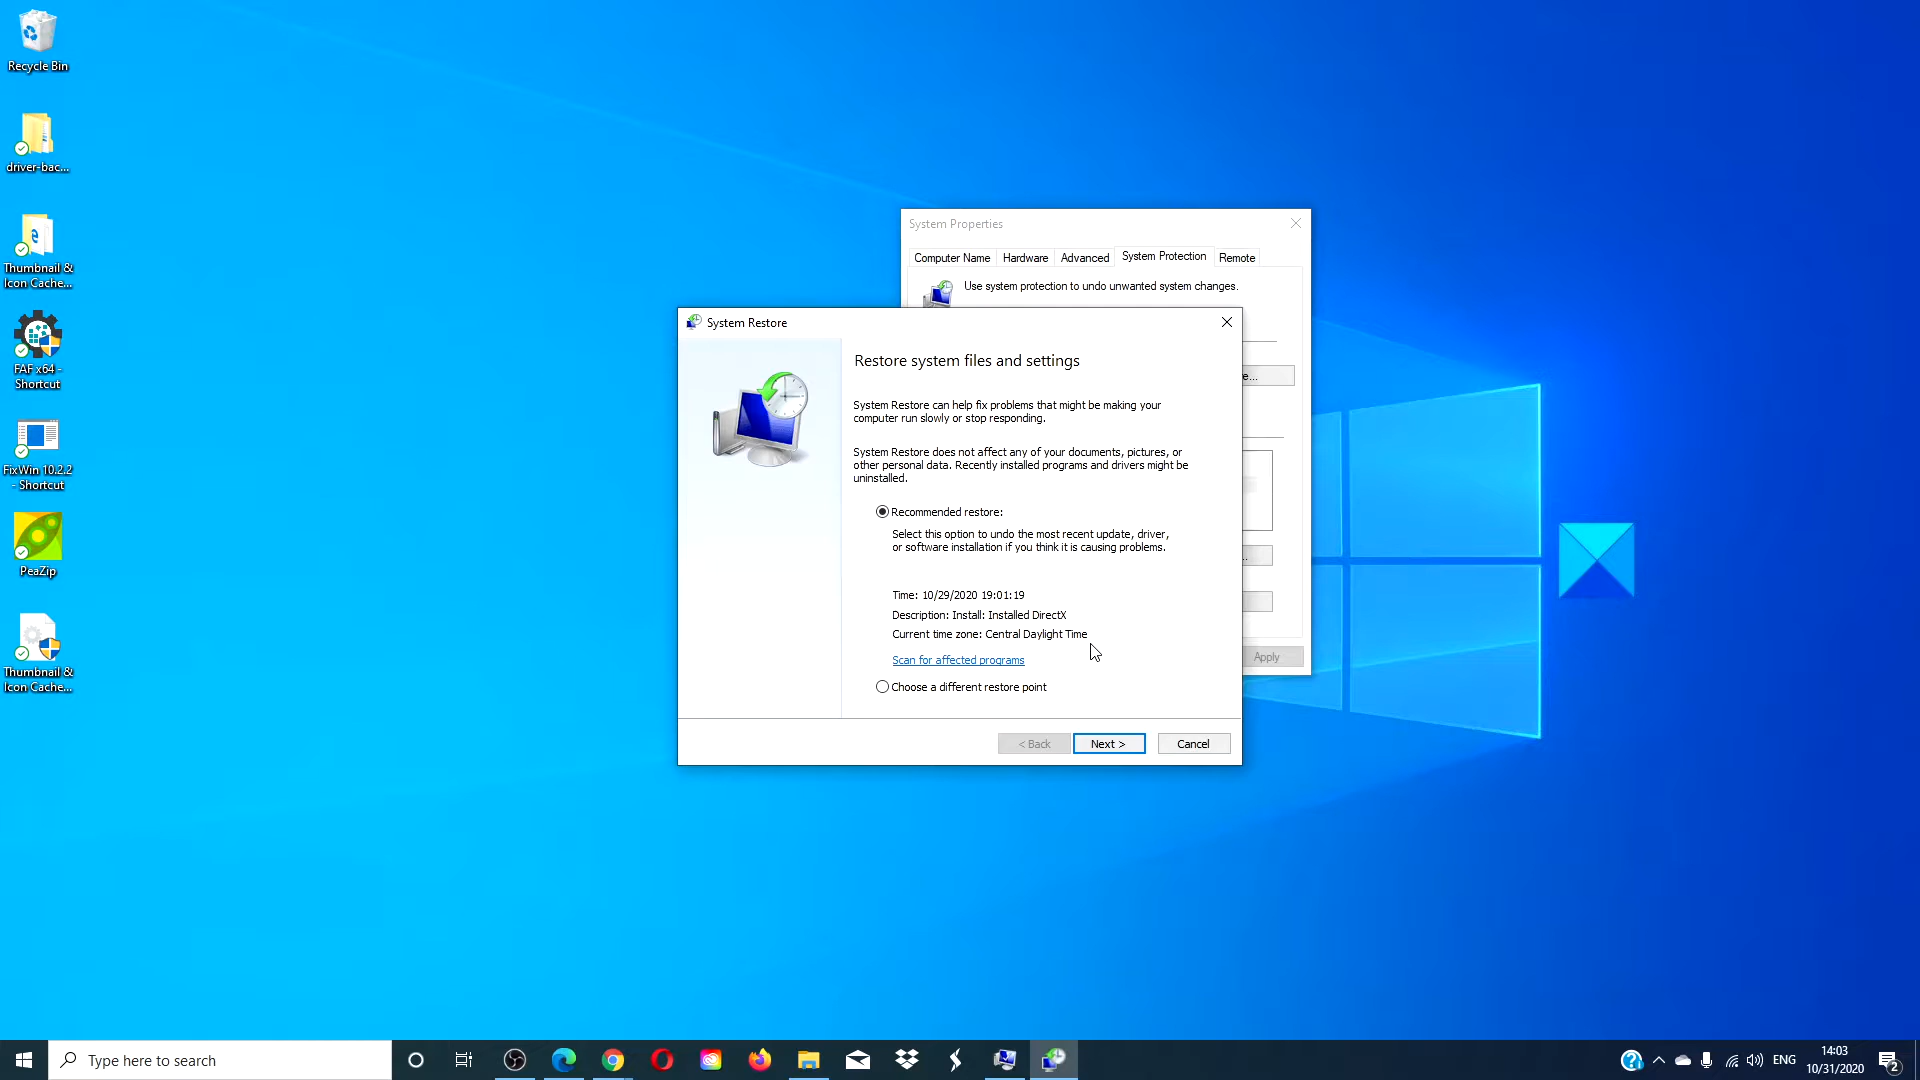 Recycle Bin
driver-bac...
Thumbnail &
Icon Cache...
FAF x64 -
Shortcut
FixWin 10.2.2
- Shortcut
PeaZip
Thumbnail &
Icon Cache...
System Properties
Computer Name
Hardware
Advanced
System Protection
Remote
Use system protection to undo unwanted system changes.
e...
Apply
System Restore
Restore system files and settings
System Restore can help fix problems that might be making your
computer run slowly or stop responding.
System Restore does not affect any of your documents, pictures, or
other personal data. Recently installed programs and drivers might be
uninstalled.
Recommended restore:
Select this option to undo the most recent update, driver,
or software installation if you think it is causing problems.
Time: 10/29/2020 19:01:19
Description: Install: Installed DirectX
Current time zone: Central Daylight Time
Scan for affected programs
Choose a different restore point
< Back
Next >
Cancel
Type here to search
ENG
14:03
10/31/2020
2